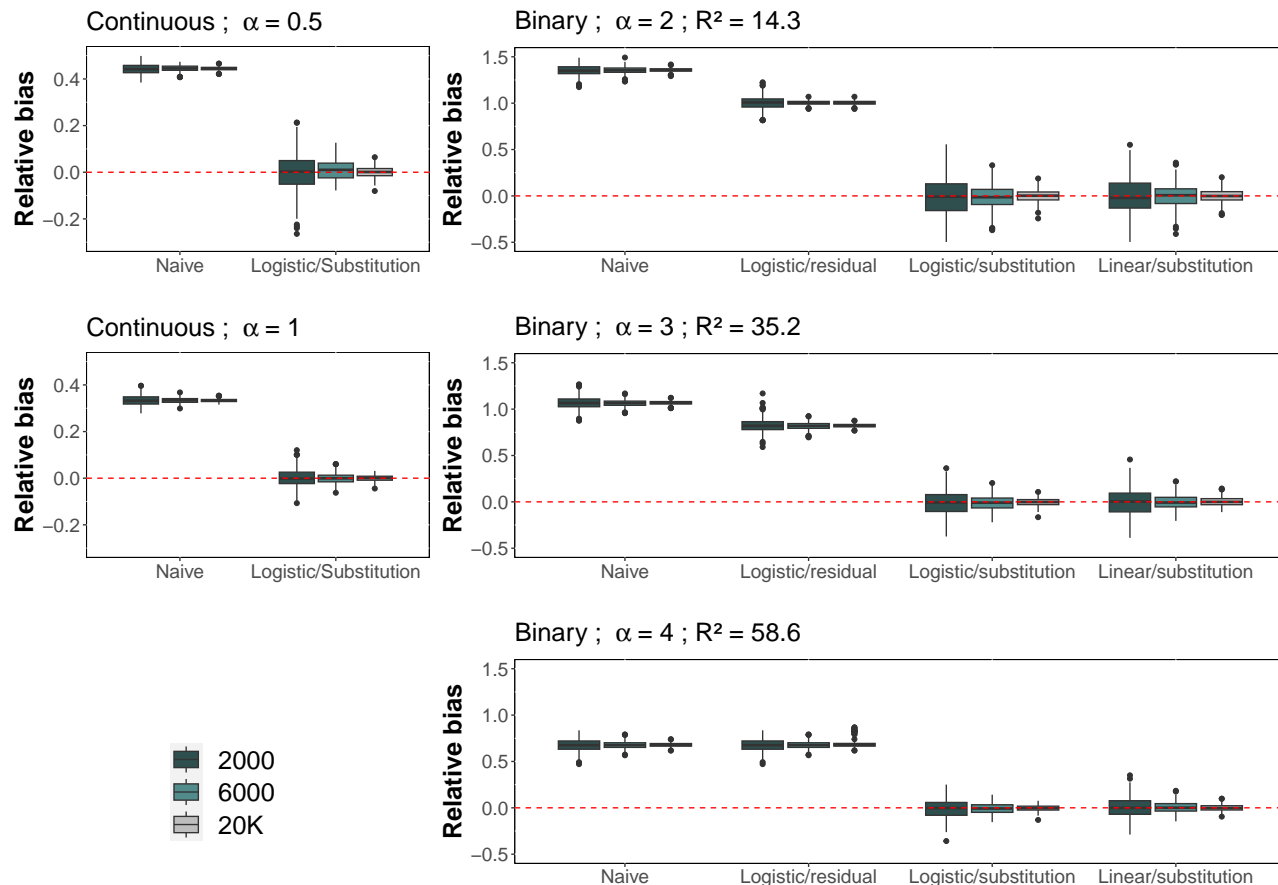 Continuous ; α = 0.5
Relative bias
0.4
0.2
0.0
−0.2
Naive Logistic/Substitution
Binary ; α = 2 ; R² = 14.3
Relative bias
1.5
1.0
0.5
0.0
−0.5
Naive Logistic/residual Logistic/substitution Linear/substitution
Continuous ; α = 1
Relative bias
0.4
0.2
0.0
−0.2
Naive Logistic/Substitution
Binary ; α = 3 ; R² = 35.2
Relative bias
1.5
1.0
0.5
0.0
−0.5
Naive Logistic/residual Logistic/substitution Linear/substitution
Binary ; α = 4 ; R² = 58.6
Relative bias
1.5
1.0
0.5
0.0
−0.5
Naive Logistic/residual Logistic/substitution Linear/substitution
2000
6000
20K